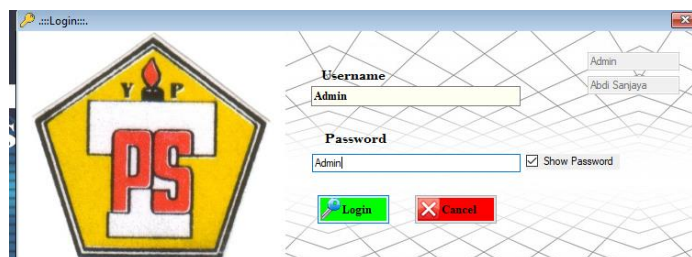 .:::Login:::.
Y P
T
PS
Username
Admin
Password
Admin
Show Password
Login
Cancel
Admin
Abdi Sanjaya